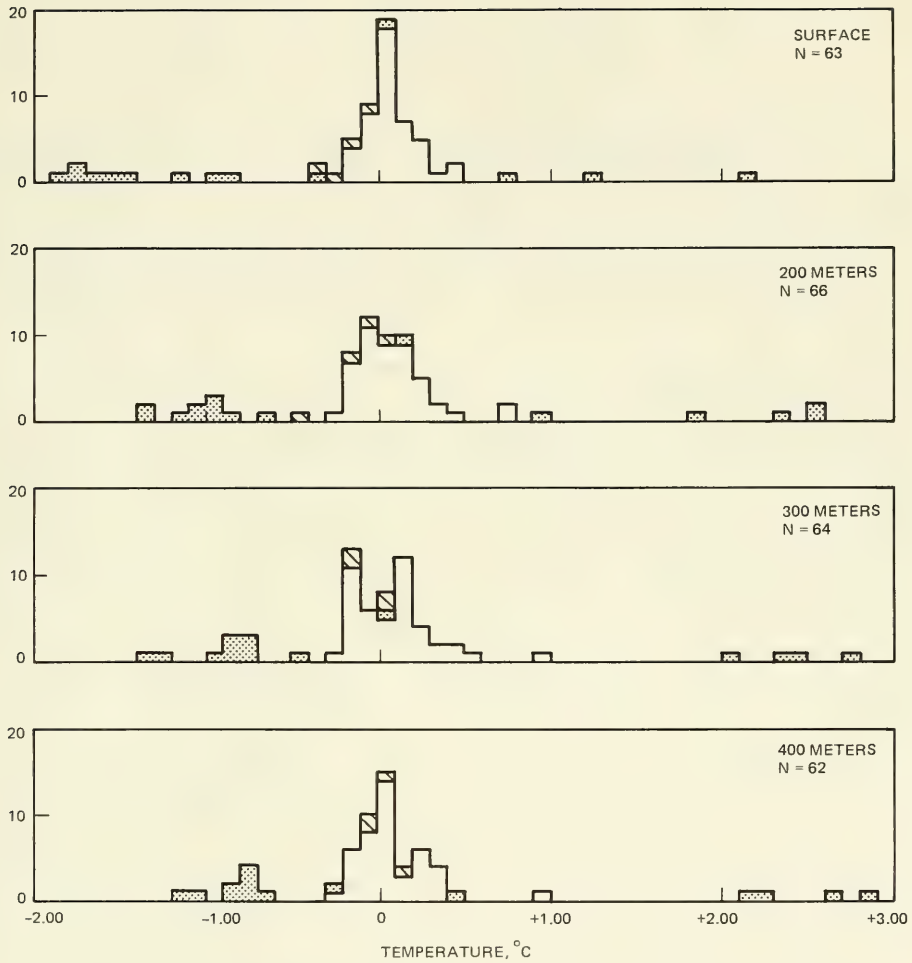 20
SURFACE
N = 63
10
0
20
200 METERS
N = 66
10
0
20
300 METERS
N = 64
10
0
20
400 METERS
N = 62
10
0
-2.00 -1.00 0 +1.00 +2.00 +3.00
TEMPERATURE, °C